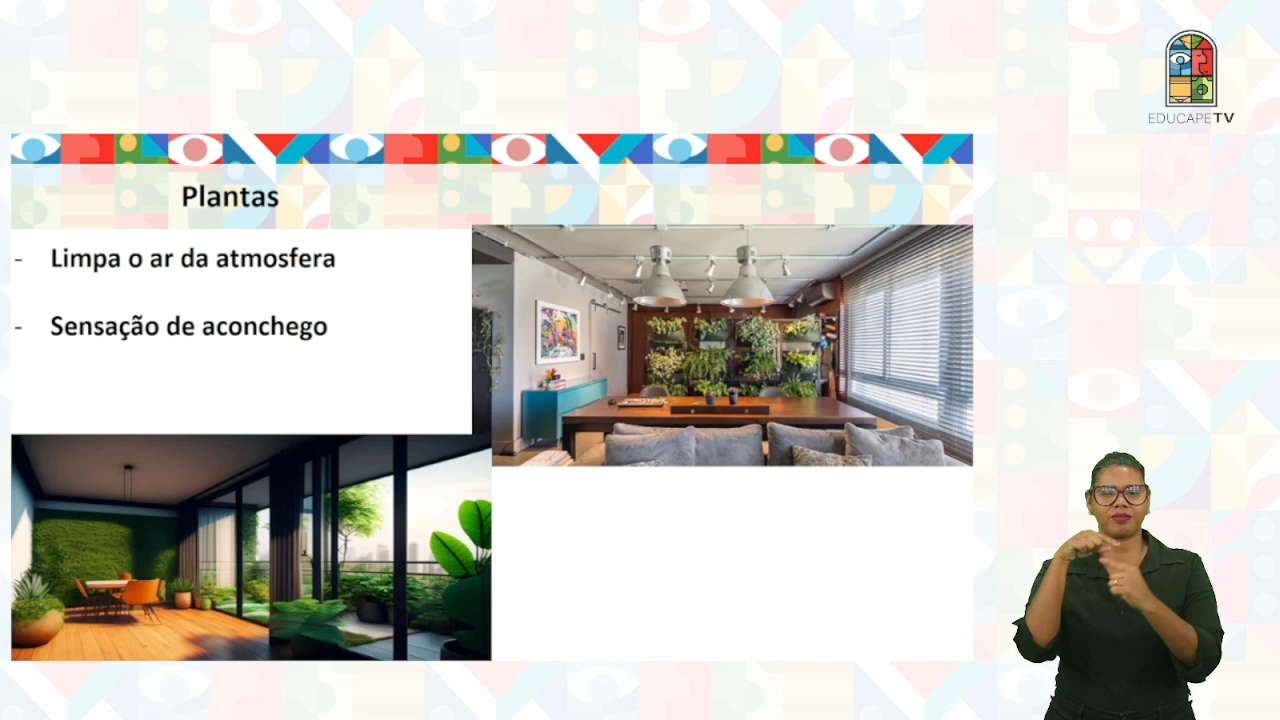 EDUCAPETV
Plantas
- Limpa o ar da atmosfera
- Sensação de aconchego